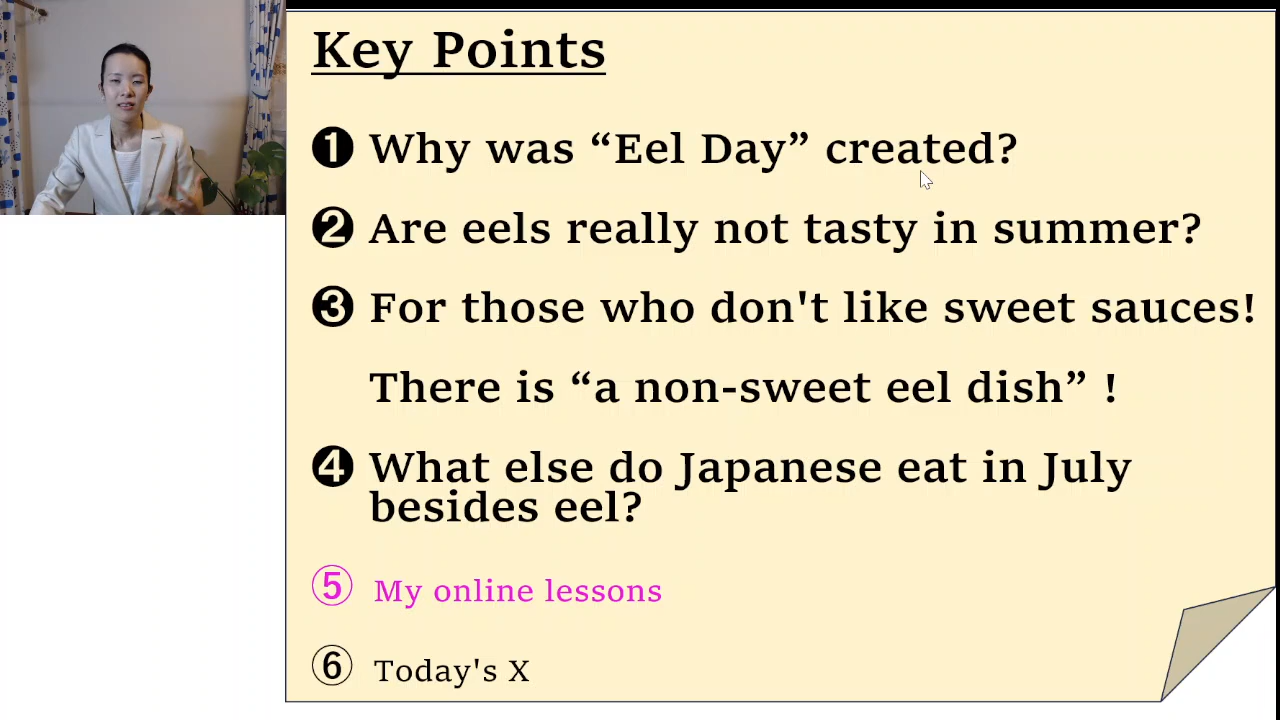 Key Points
❶ Why was “Eel Day” created?
❷ Are eels really not tasty in summer?
❸ For those who don't like sweet sauces!
There is “a non-sweet eel dish” !
❹ What else do Japanese eat in July
besides eel?
⑤ My online lessons
⑥ Today's X